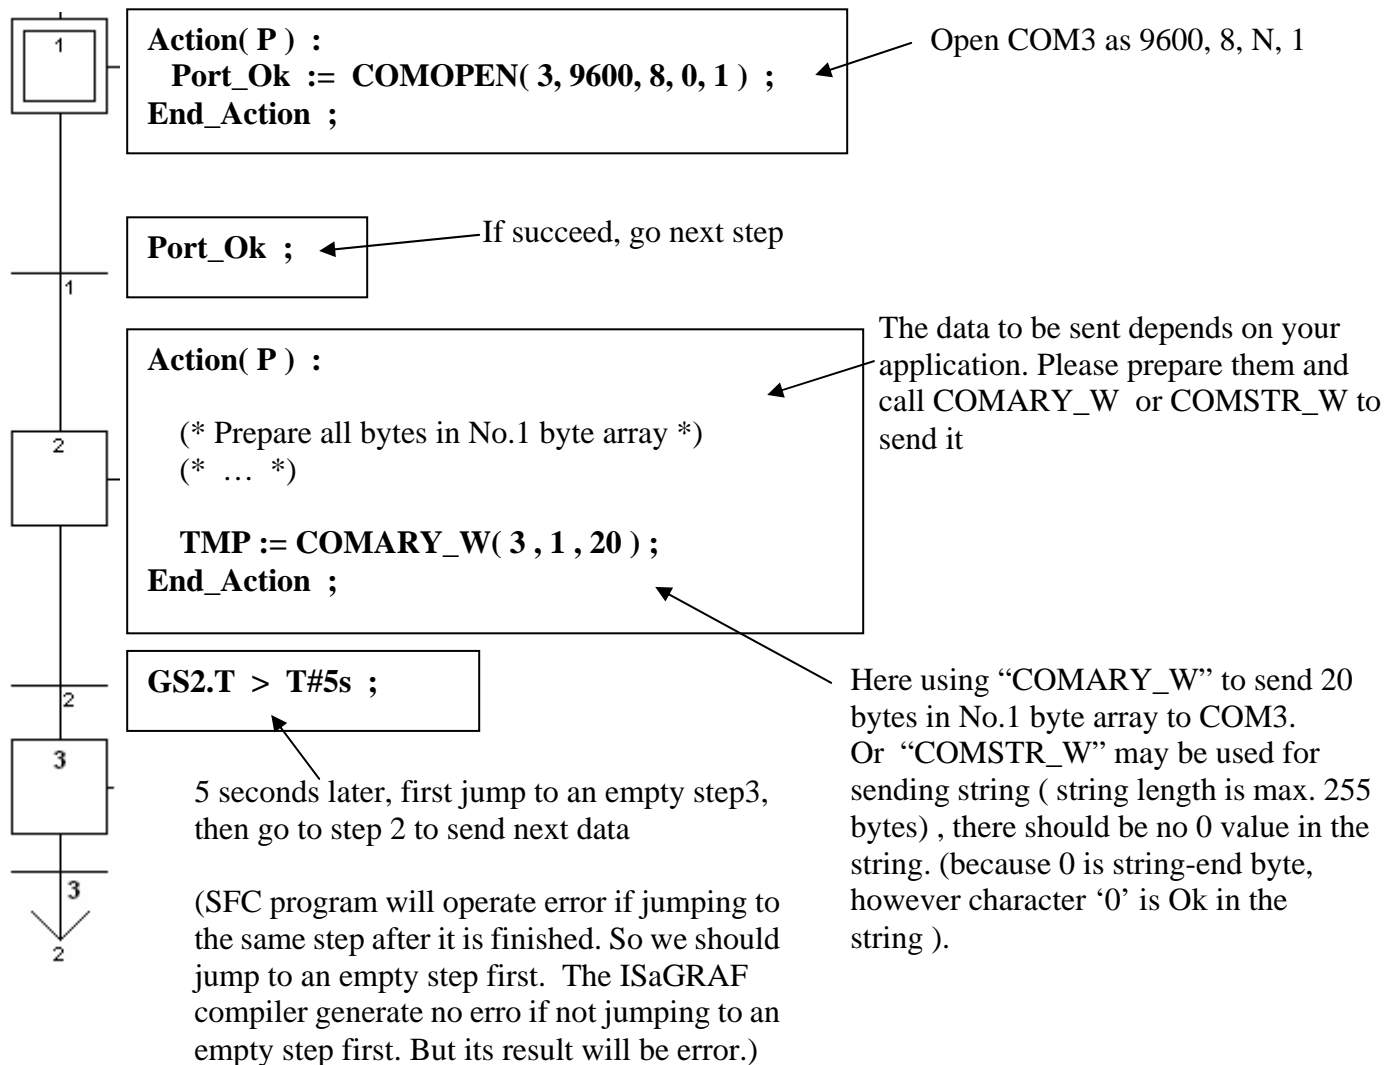 1
Action( P ) :
Port_Ok := COMOPEN( 3, 9600, 8, 0, 1 ) ;
End_Action ;
Open COM3 as 9600, 8, N, 1
Port_Ok ;
If succeed, go next step
1
The data to be sent depends on your
application. Please prepare them and
call COMARY_W or COMSTR_W to
send it
2
Action( P ) :
(* Prepare all bytes in No.1 byte array *)
(* … *)
TMP := COMARY_W( 3 , 1 , 20 ) ;
End_Action ;
GS2.T > T#5s ;
2
Here using “COMARY_W” to send 20
bytes in No.1 byte array to COM3.
Or “COMSTR_W” may be used for
sending string ( string length is max. 255
bytes) , there should be no 0 value in the
string. (because 0 is string-end byte,
however character ‘0’ is Ok in the
string ).
3
5 seconds later, first jump to an empty step3,
then go to step 2 to send next data
3
2
(SFC program will operate error if jumping to
the same step after it is finished. So we should
jump to an empty step first. The ISaGRAF
compiler generate no erro if not jumping to an
empty step first. But its result will be error.)